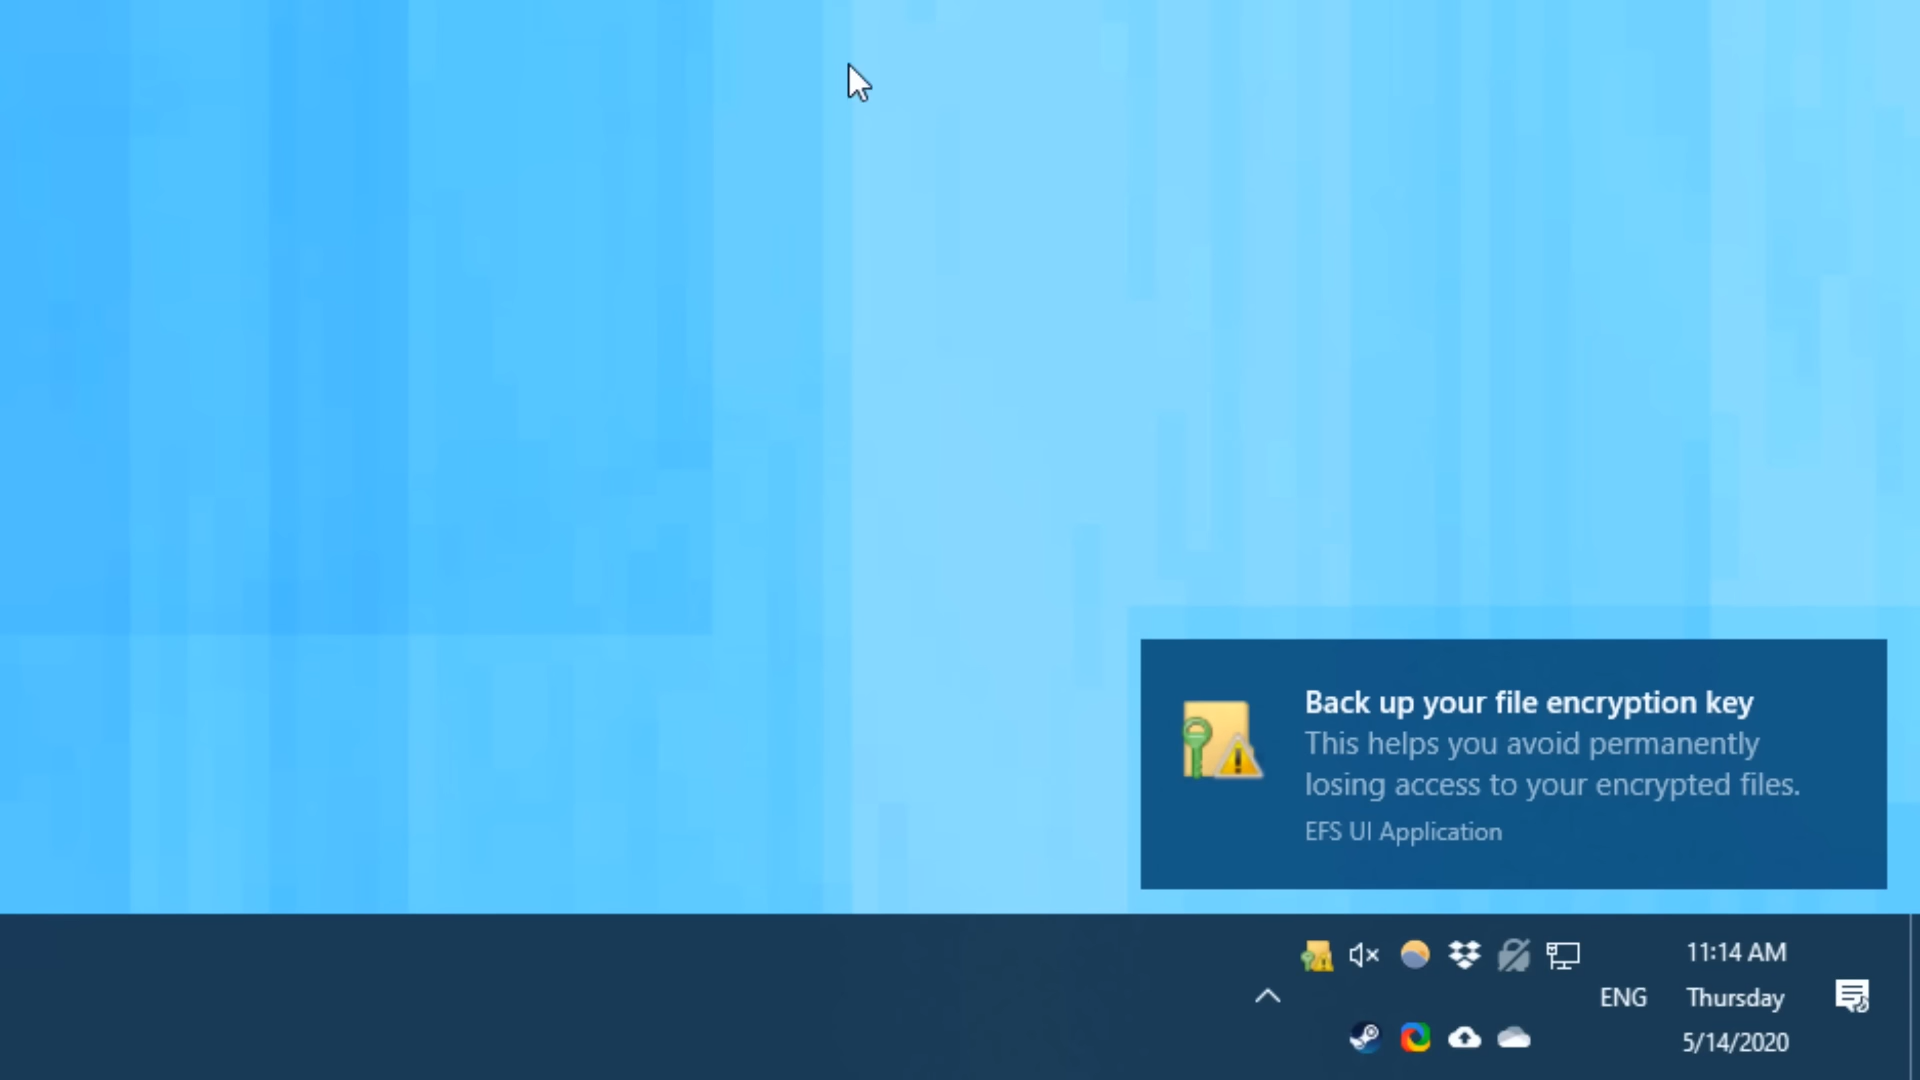 Back up your file encryption key
This helps you avoid permanently
losing access to your encrypted files.
EFS UI Application
11:14 AM
ENG
Thursday
5/14/2020